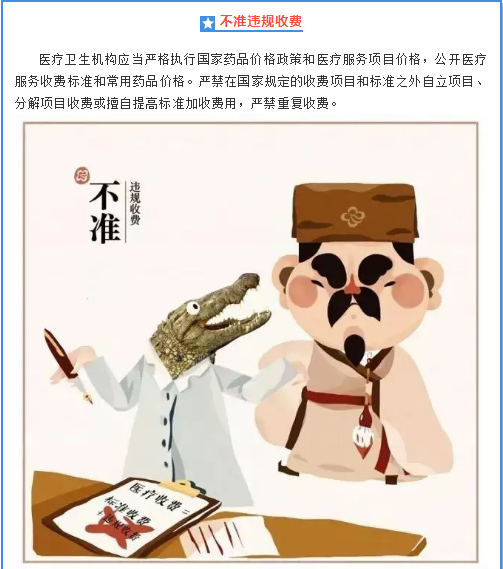 不准违规收费
医疗卫生机构应当严格执行国家药品价格政策和医疗服务项目价格，公开医疗
服务收费标准和常用药品价格。严禁在国家规定的收费项目和标准之外自立项目、
分解项目收费或擅自提高标准加收费用，严禁重复收费。
不准
违规收费
医疗收费=
标准收费
+违规收费